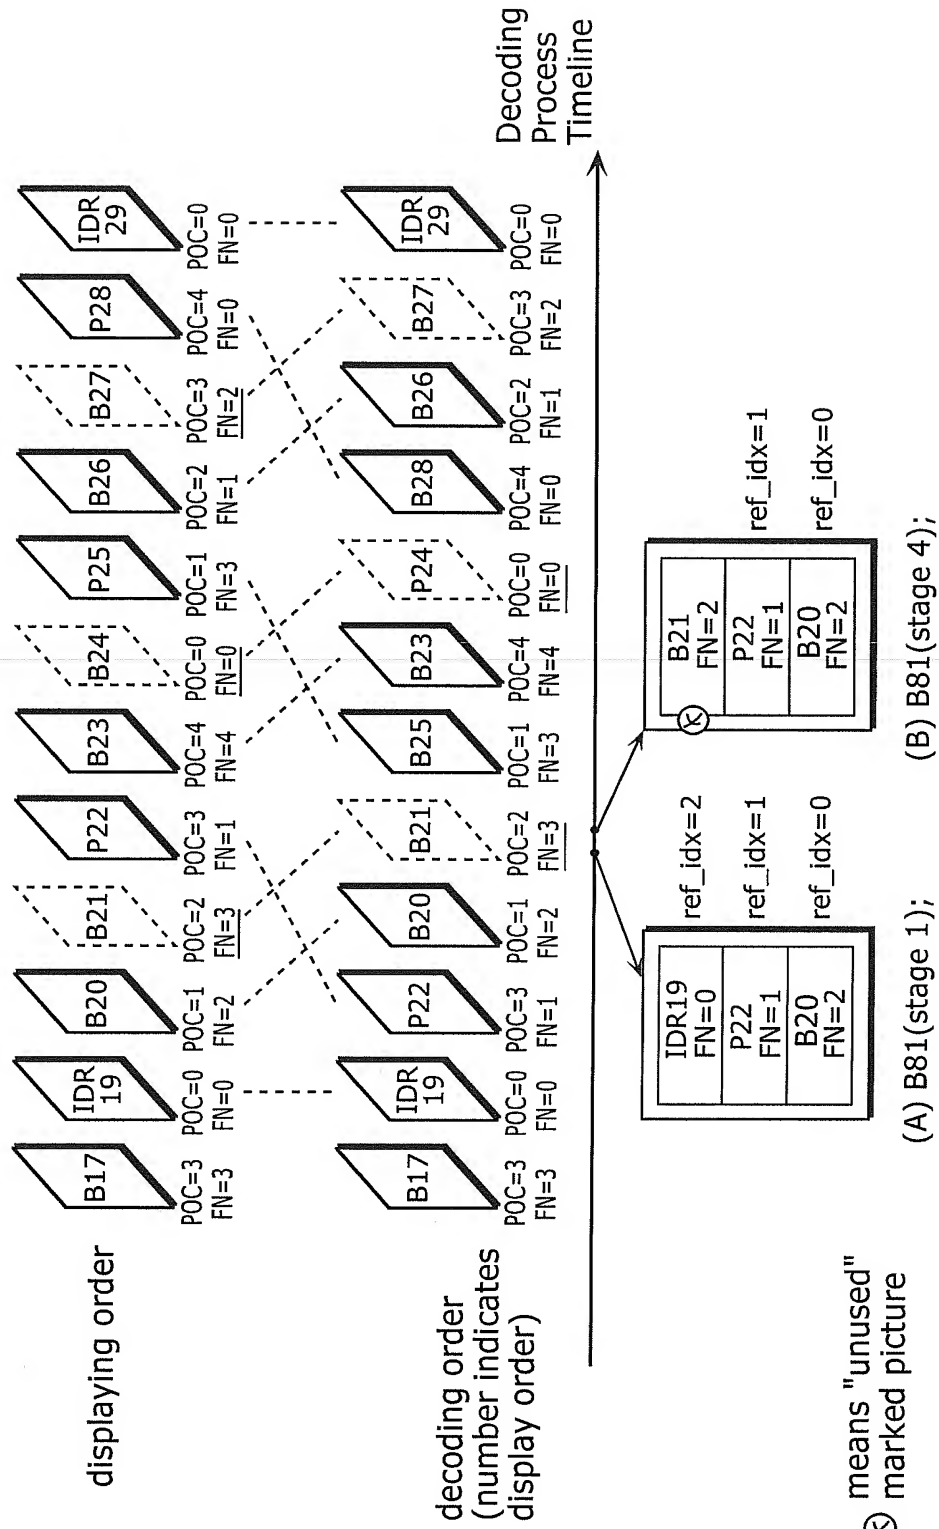 displaying order
B17
POC=3
FN=3
IDR
19
POC=0
FN=0
B20
POC=1
FN=2
B21
POC=2
FN=3
P22
POC=3
FN=1
B23
POC=4
FN=4
B24
POC=0
FN=0
P25
POC=1
FN=3
B26
POC=2
FN=1
B27
POC=3
FN=2
P28
POC=4
FN=0
IDR
29
POC=0
FN=0
decoding order
(number indicates
display order)
B17
POC=3
FN=3
IDR
19
POC=0
FN=0
P22
POC=3
FN=1
B20
POC=1
FN=2
B21
POC=2
FN=3
B25
POC=1
FN=3
B23
POC=4
FN=4
P24
POC=0
FN=0
B28
POC=4
FN=0
B26
POC=2
FN=1
B27
POC=3
FN=2
IDR
29
POC=0
FN=0
Decoding
Process
Timeline
IDR19
FN=0
ref_idx=2
P22
FN=1
ref_idx=1
B20
FN=2
ref_idx=0
(A) B81(stage 1);
x
B21
FN=2
P22
FN=1
ref_idx=1
B20
FN=2
ref_idx=0
(B) B81(stage 4);
x means "unused"
marked picture